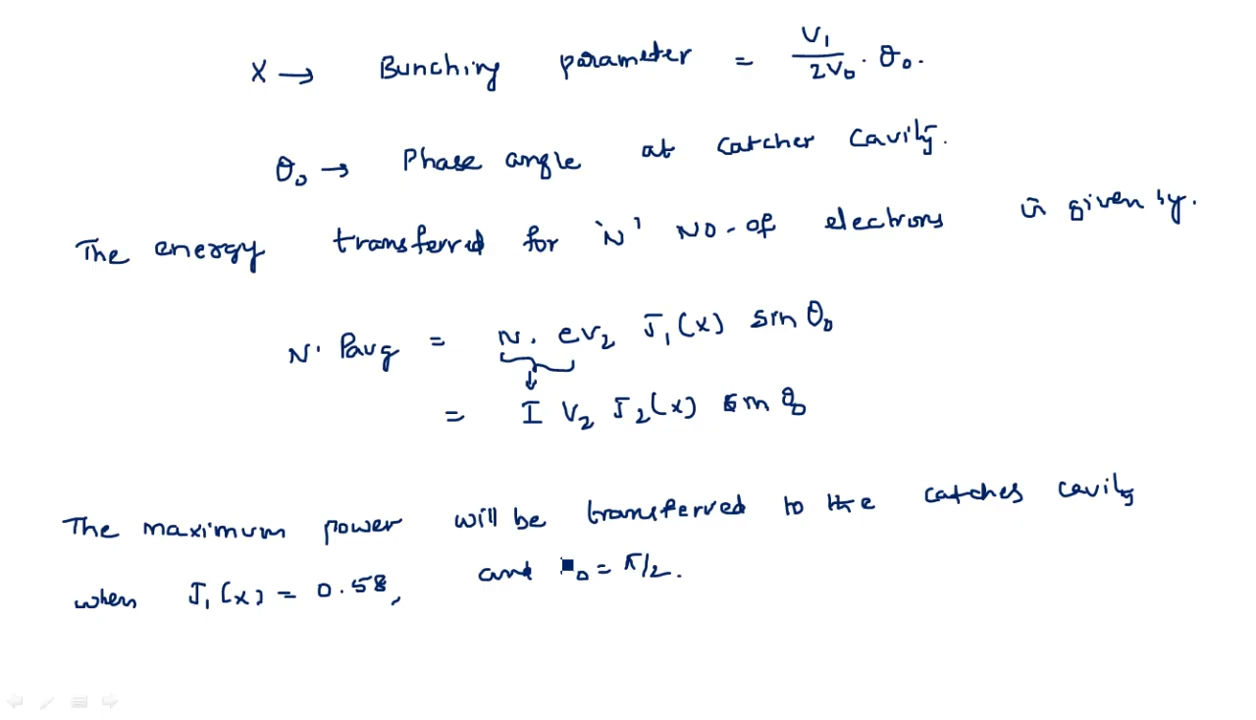 X → Bunching parameter = V₁/2V₀ · θ₀.
θ₀ → Phase angle at catcher cavity.
The energy transferred for 'N' NO. of electrons is given by.
N. Pavg = N. eV₂ J₁(x) sin θ₀
↓
= I V₂ J₂(x) sin θ₀
The maximum power will be transferred to the catches cavity
when J₁(x) = 0.58, and ₀ = π/2.